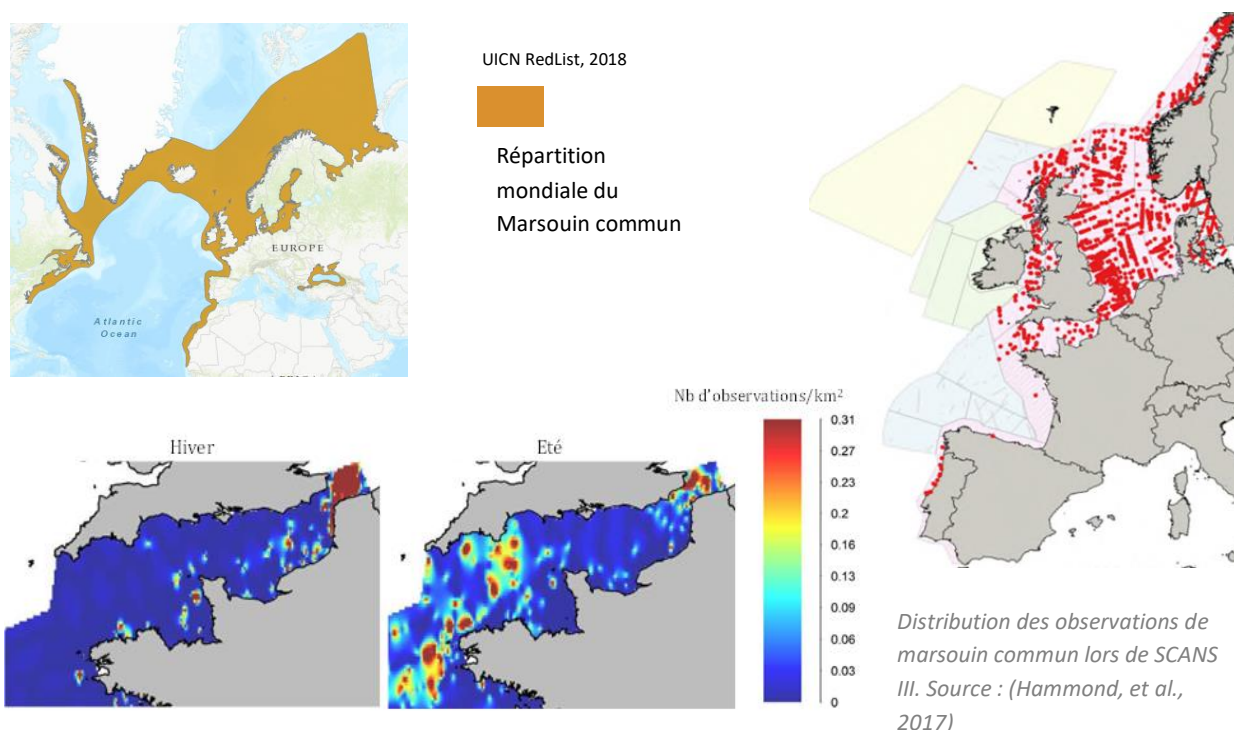 UICN RedList, 2018
Répartition
mondiale du
Marsouin commun
EUROPE
Atlantic
Ocean
Nb d'observations/km²
Hiver
Eté
0.31
0.27
0.24
0.2
0.16
0.13
0.09
0.06
0.03
0
Distribution des observations de
marsouin commun lors de SCANS
III. Source : (Hammond, et al.,
2017)